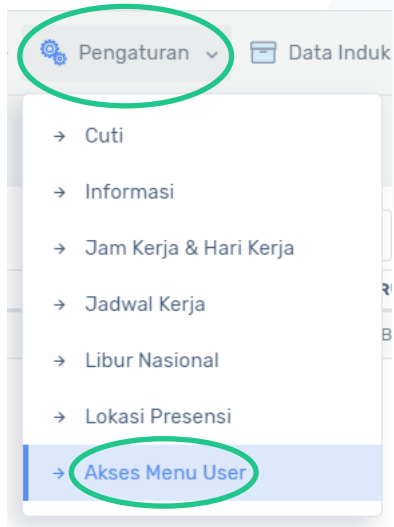 Pengaturan Data Induk
Cuti
Informasi
Jam Kerja & Hari Kerja
Jadwal Kerja
Libur Nasional
Lokasi Presensi
Akses Menu User